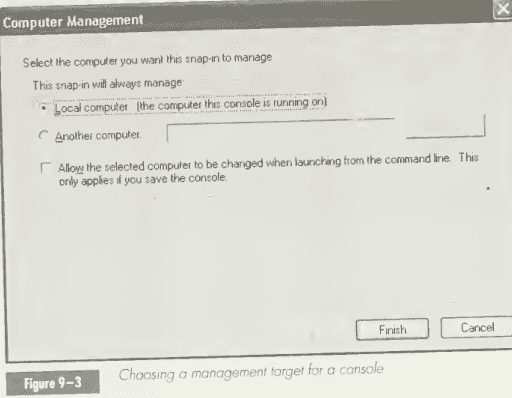 Computer Management
Select the computer you want this snap-in to manage
This snap-in will always manage
Local computer (the computer this console is running on)
Another computer.
Allow the selected computer to be changed when launching from the command line. This
only applies if you save the console.
Finish
Cancel
Figure 9–3
Choosing a management target for a console